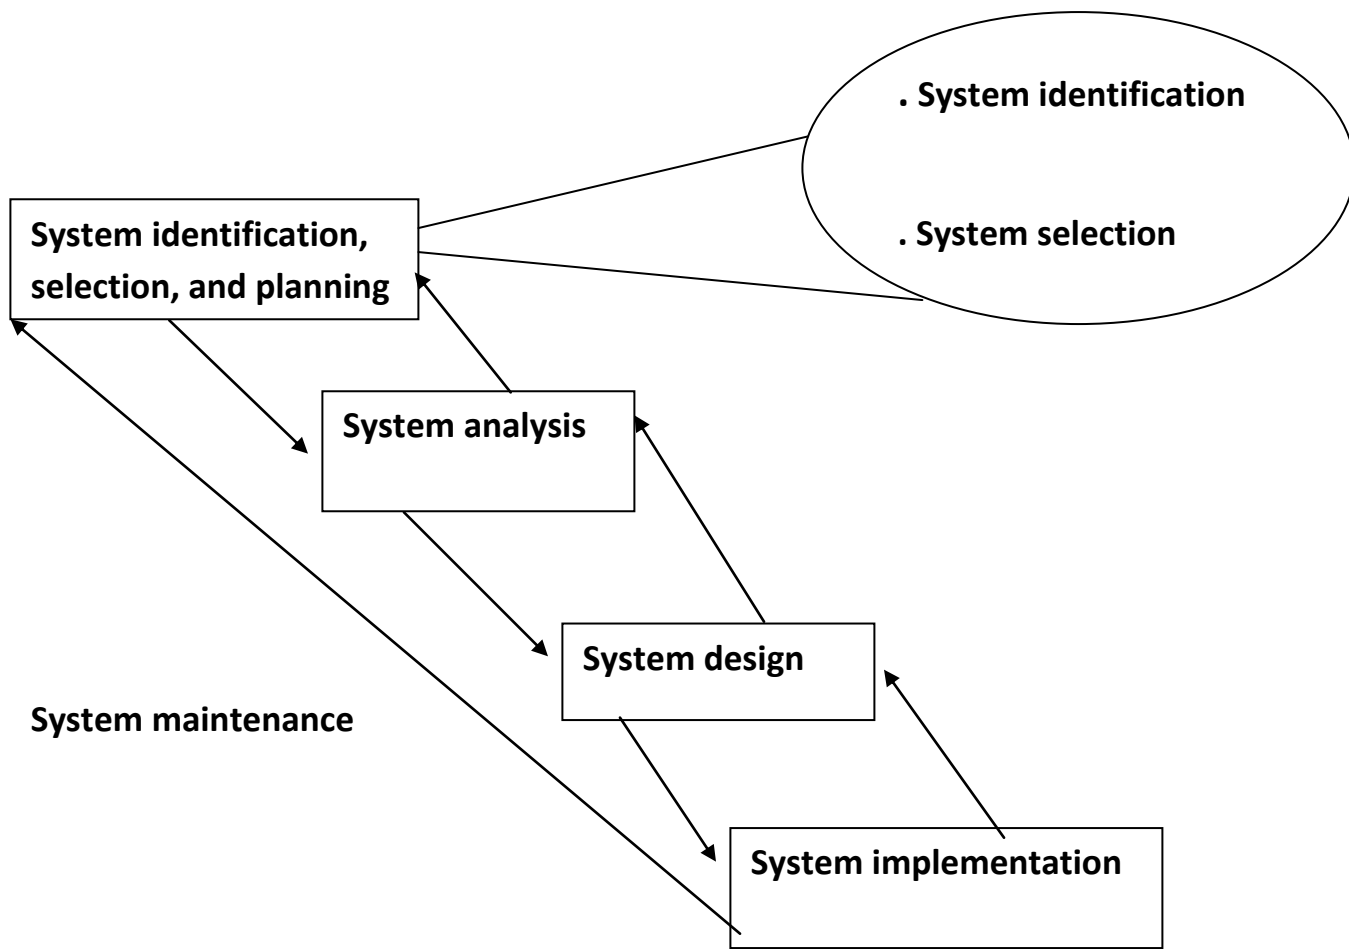 . System identification
. System selection
System identification,
selection, and planning
System analysis
System design
System maintenance
System implementation